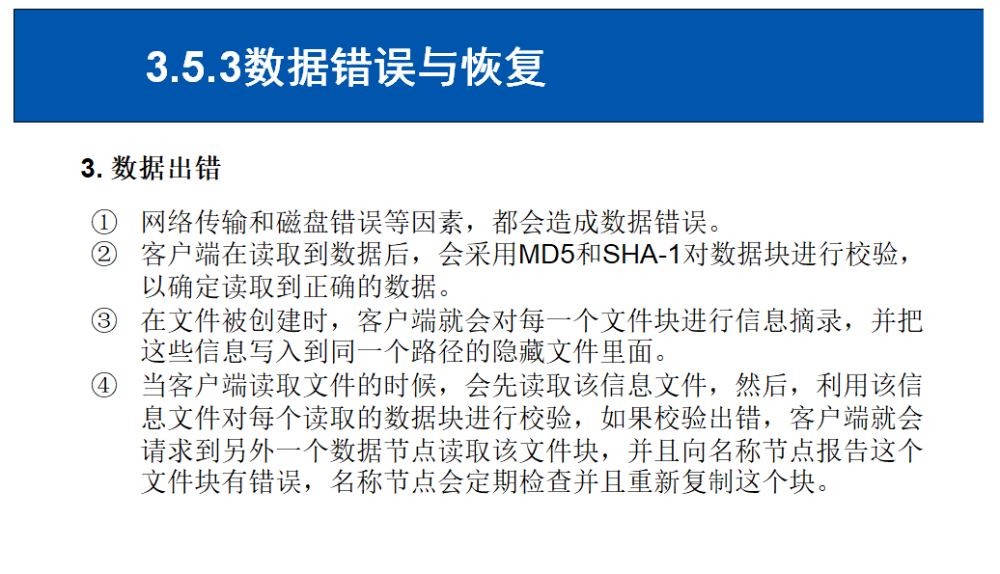 3.5.3数据错误与恢复
3. 数据出错
① 网络传输和磁盘错误等因素，都会造成数据错误。
② 客户端在读取到数据后，会采用MD5和SHA-1对数据块进行校验，
以确定读取到正确的数据。
③ 在文件被创建时，客户端就会对每一个文件块进行信息摘录，并把
这些信息写入到同一个路径的隐藏文件里面。
④ 当客户端读取文件的时候，会先读取该信息文件，然后，利用该信
息文件对每个读取的数据块进行校验，如果校验出错，客户端就会
请求到另外一个数据节点读取该文件块，并且向名称节点报告这个
文件块有错误，名称节点会定期检查并且重新复制这个块。